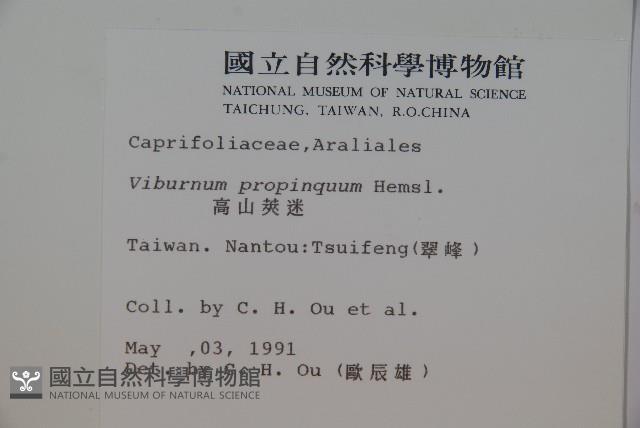 國立自然科學博物館
NATIONAL MUSEUM OF NATURAL SCIENCE
TAICHUNG, TAIWAN, R.O.CHINA
Caprifoliaceae,Araliales
Viburnum propinquum Hemsl.
高山莢迷
Taiwan. Nantou:Tsuifeng(翠峰)
Coll. by C. H. Ou et al.
May ,03, 1991
Det. by C. H. Ou (歐辰雄)
國立自然科學博物館
NATIONAL MUSEUM OF NATURAL SCIENCE